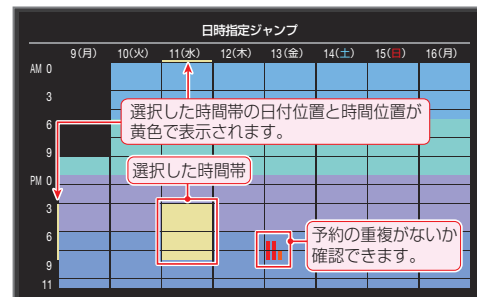 日時指定ジャンプ
9(月) 10(火) 11(水) 12(木) 13(金) 14(土) 15(日) 16(月)
AM 0
3
選択した時間帯の日付位置と時間位置が
黄色で表示されます。
6
9
選択した時間帯
PM 0
3
予約の重複がないか
確認できます。
6
9
11